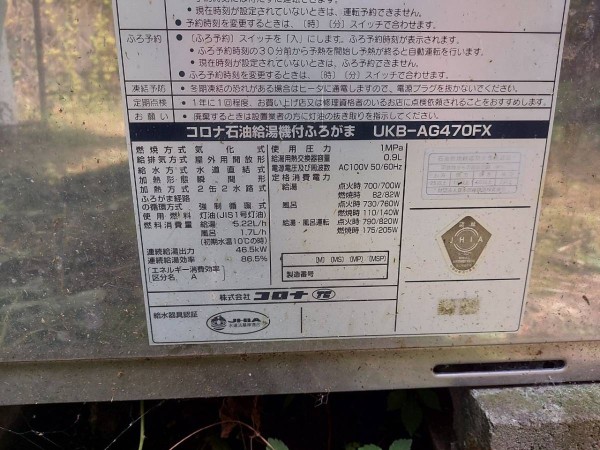 • 現在時刻が設定されていないときは、運転予約できません。
● 予約時刻を変更するときは、〔時〕〔分〕スイッチで合わせます。
ふろ予約
● 〔ふろ予約〕スイッチを「入」にします。ふろ予約時刻が表示されます。
• ふろ予約時刻の30分前から予熱を開始し予熱が終ると自動運転を行います。
• 現在時刻が設定されていないときは、ふろ予約できません。
● ふろ予約時刻を変更するときは、〔時〕〔分〕スイッチで合わせます。
凍結予防
● 冬期凍結の恐れがある場合はヒータに通電しますので、電源プラグを抜かないでください。
定期点検
● 1年に1回程度、お買い上げ店又は修理資格者のいるお店に点検依頼されることをおすすめします。
お願い
● 廃棄するときは設置業者の方に灯油の抜き取りを指示してください。
コロナ石油給湯機付ふろがま UKB-AG470FX
燃焼方式 気化形
給排気方式 屋外用開放形
給水方式 水道直結式
加熱形態 瞬間形
加熱方式 2缶2水路式
ふろがま経路の循環方式 強制循環式
使用燃料 灯油(JIS1号灯油)
燃料消費量 給湯 5.22L/h
風呂 1.7L/h
(初期水温10℃の時)
連続給湯出力 46.5kW
連続給湯効率 86.5%
[エネルギー消費効率]
区分名 A
使用圧力 1MPa
給湯用熱交換器容量 0.9L
電源電圧及び周波数 AC100V 50/60Hz
定格消費電力
給湯 点火時 700/700W
燃焼時 82/82W
風呂 点火時 730/760W
燃焼時 110/140W
給湯・風呂運転 点火時 790/820W
燃焼時 175/205W
[M] (MS) (MP) (MSP)
製造番号
株式会社 コロナ
給水器具認証
JHIA
JHIA